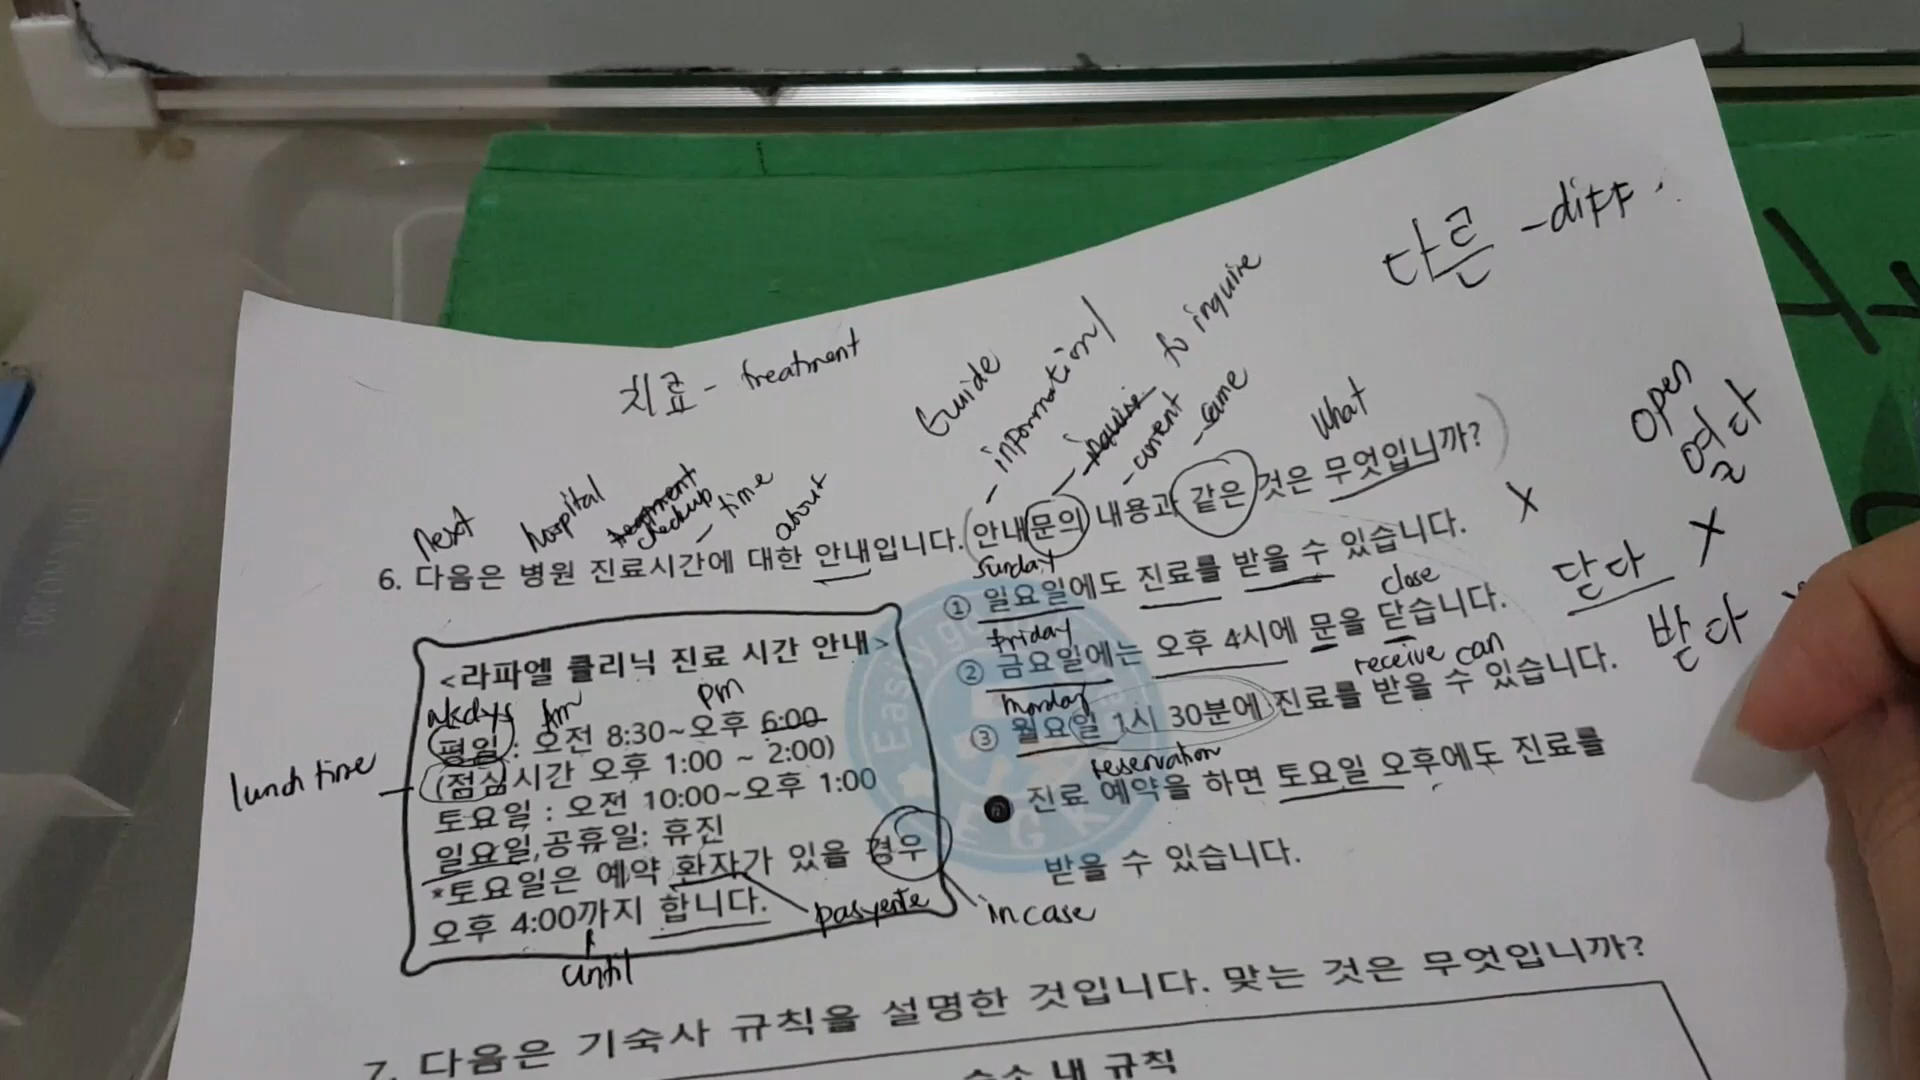 다른 - diff.
치료 - treatment
Guide
- information/
to inquire
- current
- same
What
Open
열다
Next
hospital
checkup
- time
about
6. 다음은 병원 진료시간에 대한 안내입니다. 안내문의 내용과 같은 것은 무엇입니까?
Sunday
① 일요일에도 진료를 받을 수 있습니다. X
close
닫다 X
friday
② 금요일에는 오후 4시에 문을 닫습니다.
receive can
받다
monday
③ 월요일 1시 30분에 진료를 받을 수 있습니다.
reservation
진료 예약을 하면 토요일 오후에도 진료를
받을 수 있습니다.
<라파엘 클리닉 진료 시간 안내>
wkdys
Am
pm
평일 : 오전 8:30~오후 6:00
lunch time
(점심시간 오후 1:00 ~ 2:00)
토요일 : 오전 10:00~오후 1:00
일요일,공휴일: 휴진
*토요일은 예약 환자가 있을 경우
오후 4:00까지 합니다.
pasyente
in case
until
7. 다음은 기숙사 규칙을 설명한 것입니다. 맞는 것은 무엇입니까?
숙소 내 규칙